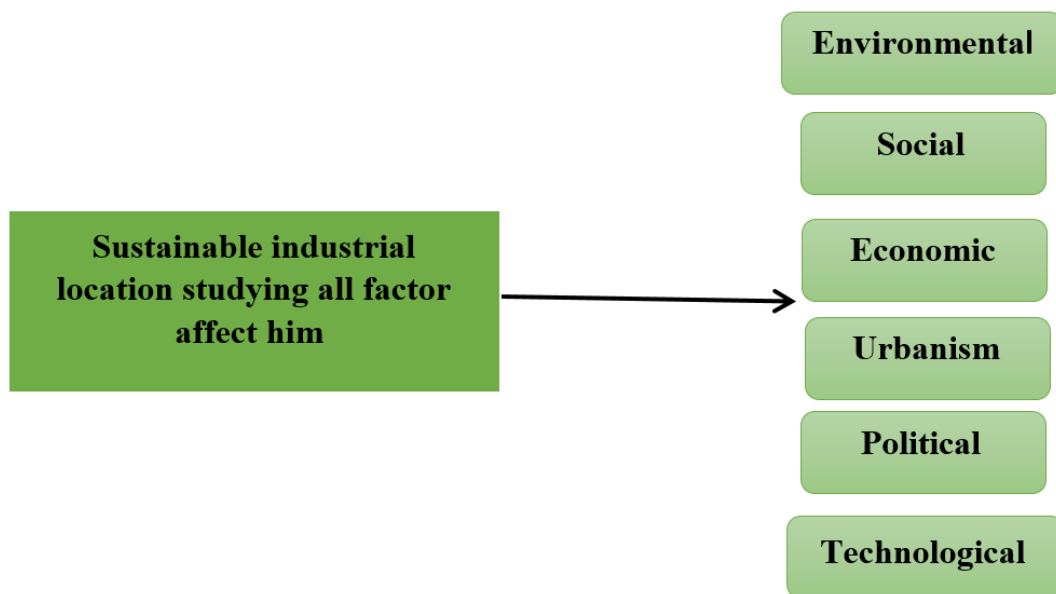 Sustainable industrial
location studying all factor
affect him
Environmental
Social
Economic
Urbanism
Political
Technological